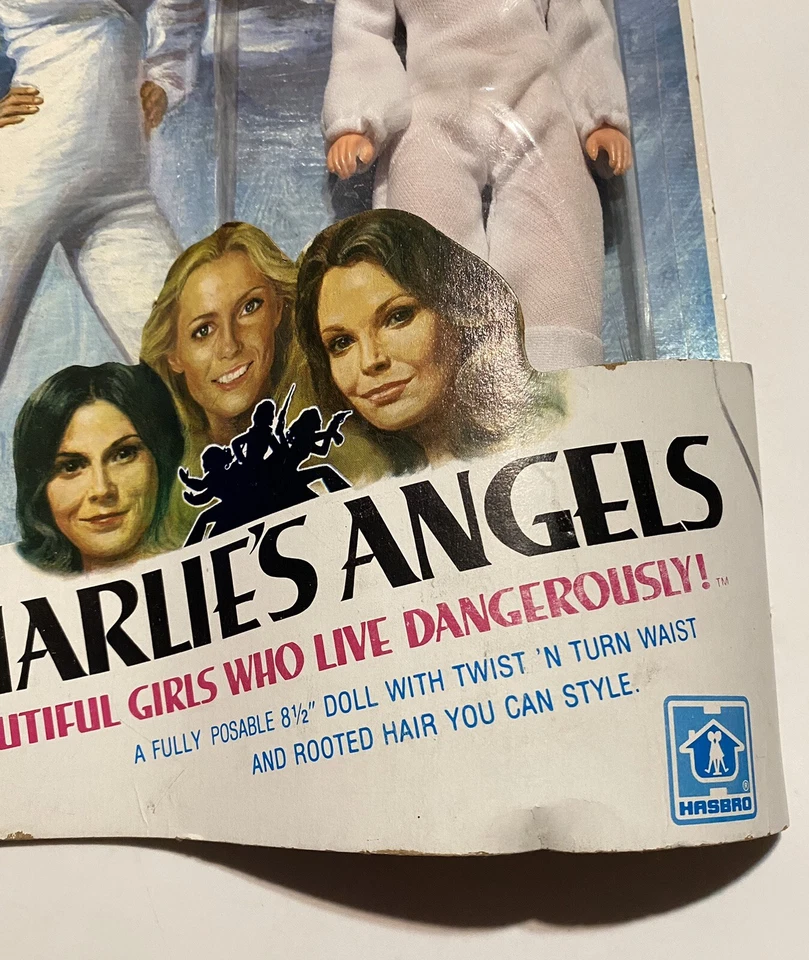 HARLIE'S ANGELS
UTIFUL GIRLS WHO LIVE DANGEROUSLY!™
A FULLY POSABLE 8½" DOLL WITH TWIST 'N TURN WAIST
AND ROOTED HAIR YOU CAN STYLE.
®
HASBRO